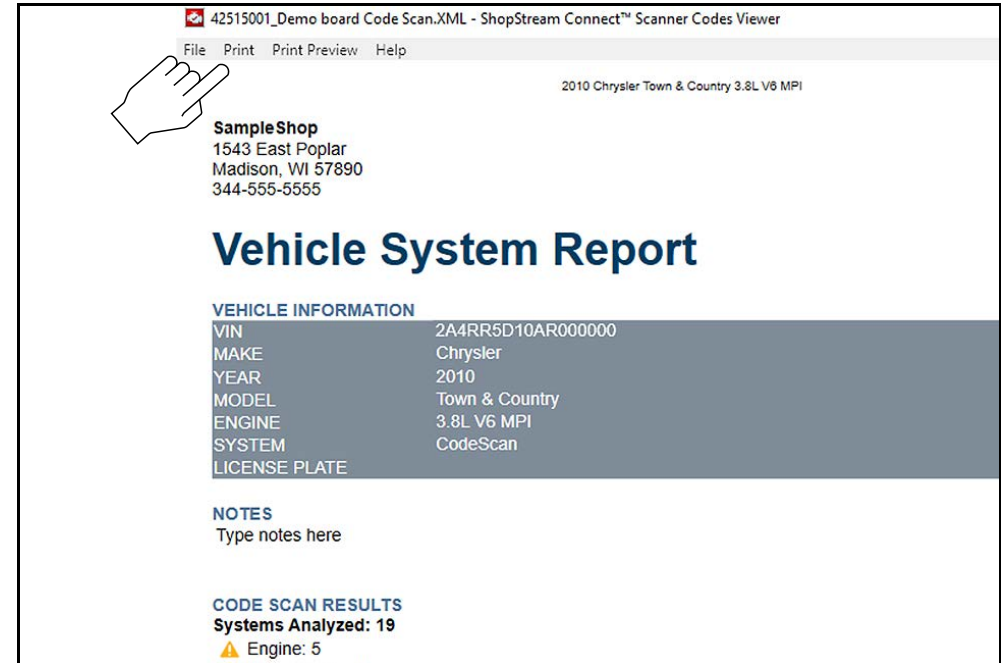 42515001_Demo board Code Scan.XML - ShopStream Connect™ Scanner Codes Viewer
File Print Print Preview Help
2010 Chrysler Town & Country 3.8L V6 MPI
SampleShop
1543 East Poplar
Madison, WI 57890
344-555-5555
Vehicle System Report
VEHICLE INFORMATION
VIN 2A4RR5D10AR000000
MAKE Chrysler
YEAR 2010
MODEL Town & Country
ENGINE 3.8L V6 MPI
SYSTEM CodeScan
LICENSE PLATE
NOTES
Type notes here
CODE SCAN RESULTS
Systems Analyzed: 19
Engine: 5